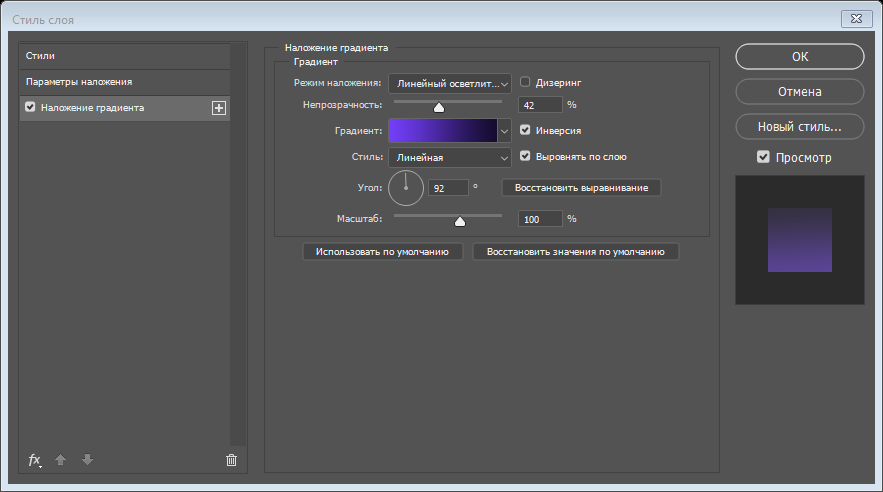 Стиль слоя
Стили
Параметры наложения
Наложение градиента
fx
Наложение градиента
Градиент
Режим наложения: Линейный осветлит... Дизеринг
Непрозрачность: 42 %
Градиент: Инверсия
Стиль: Линейная Выровнять по слою
Угол: 92 ° Восстановить выравнивание
Масштаб: 100 %
Использовать по умолчанию Восстановить значения по умолчанию
ОК
Отмена
Новый стиль...
Просмотр